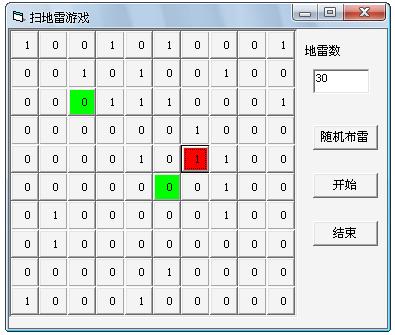 扫地雷游戏
1 0 1 0 1 0 0 0 0 1
0 0 1 0 1 0 0 1 0 0
0 0 0 1 1 1 0 0 0 1
0 0 0 0 0 0 1 0 0 0
0 0 0 0 1 0 1 1 0 0
0 0 0 0 0 0 0 1 0 0
0 1 0 0 0 0 0 1 0 0
0 1 0 0 0 0 0 0 0 0
0 0 0 0 0 1 0 0 0 0
1 0 0 0 1 0 1 0 1 0
地雷数
30
随机布雷
开始
结束